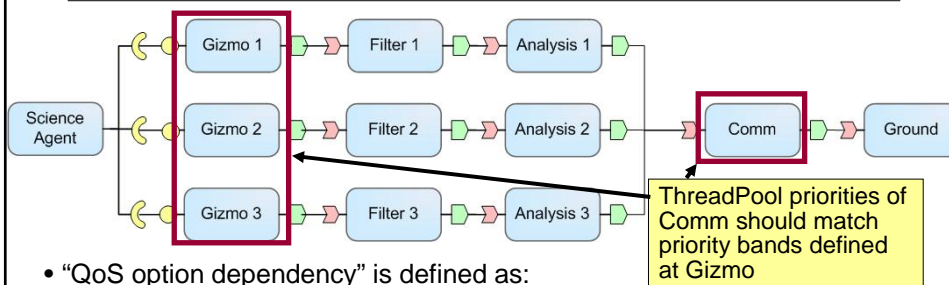 Gizmo 1
Filter 1
Analysis 1
Science
Agent
Gizmo 2
Filter 2
Analysis 2
Comm
Ground
Gizmo 3
Filter 3
Analysis 3
ThreadPool priorities of
Comm should match
priority bands defined
at Gizmo
• “QoS option dependency” is defined as: